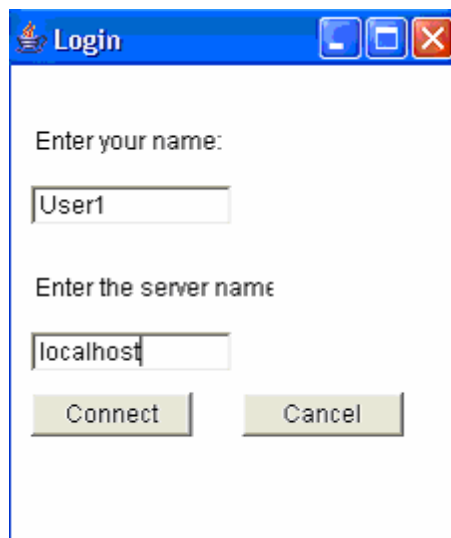 Login
Enter your name:
User1
Enter the server name
localhost
Connect Cancel